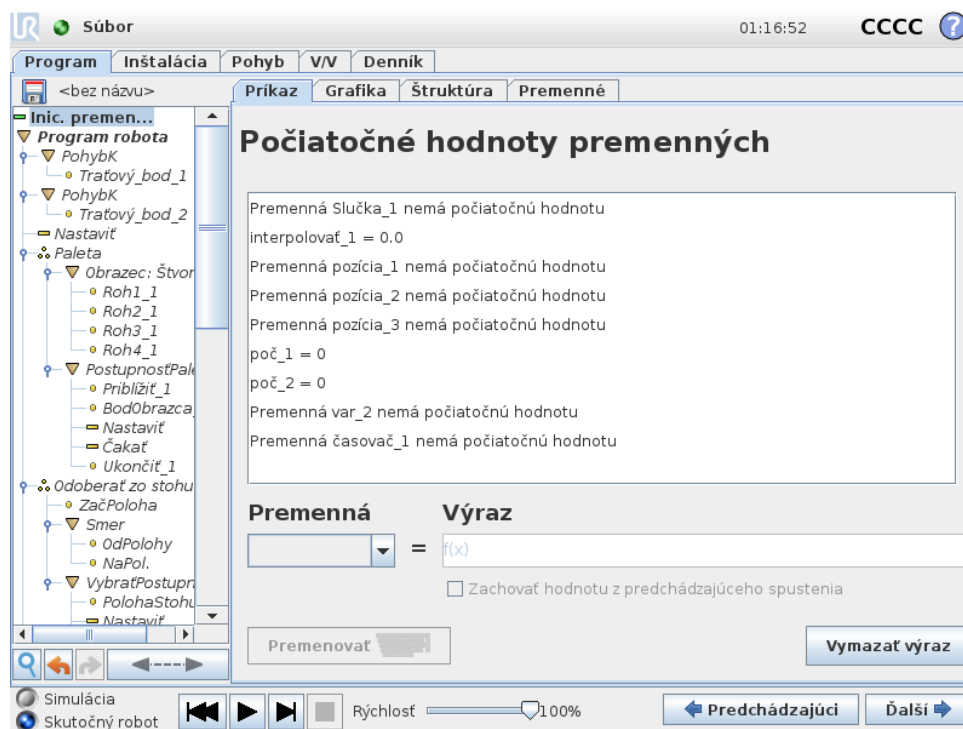 UR Súbor 01:16:52 CCCC ?
Program Inštalácia Pohyb V/V Denník
<bez názvu> Príkaz Grafika Štruktúra Premenné
Inic. premen...
Program robota
PohybK
Traťový_bod_1
PohybK
Traťový_bod_2
Nastaviť
Paleta
Obrazec: Štvor
Roh1_1
Roh2_1
Roh3_1
Roh4_1
PostupnosťPale
Priblížiť_1
BodObrazca
Nastaviť
Čakať
Ukončiť_1
Odoberať zo stohu
ZačPoloha
Smer
OdPolohy
NaPol.
VybraťPostupn
PolohaStohu
Nastaviť
Počiatočné hodnoty premenných
Premenná Slučka_1 nemá počiatočnú hodnotu
interpolovať_1 = 0.0
Premenná pozícia_1 nemá počiatočnú hodnotu
Premenná pozícia_2 nemá počiatočnú hodnotu
Premenná pozícia_3 nemá počiatočnú hodnotu
poč_1 = 0
poč_2 = 0
Premenná var_2 nemá počiatočnú hodnotu
Premenná časovač_1 nemá počiatočnú hodnotu
Premenná Výraz
= f(x)
Zachovať hodnotu z predchádzajúceho spustenia
Premenovať Vymazať výraz
Simulácia
Skutočný robot
Rýchlosť 100%
Predchádzajúci Ďalší